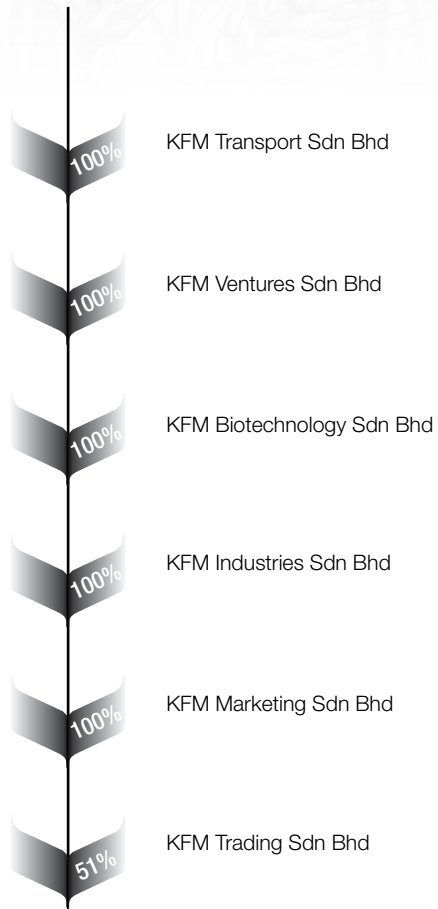 100% KFM Transport Sdn Bhd
100% KFM Ventures Sdn Bhd
100% KFM Biotechnology Sdn Bhd
100% KFM Industries Sdn Bhd
100% KFM Marketing Sdn Bhd
51% KFM Trading Sdn Bhd